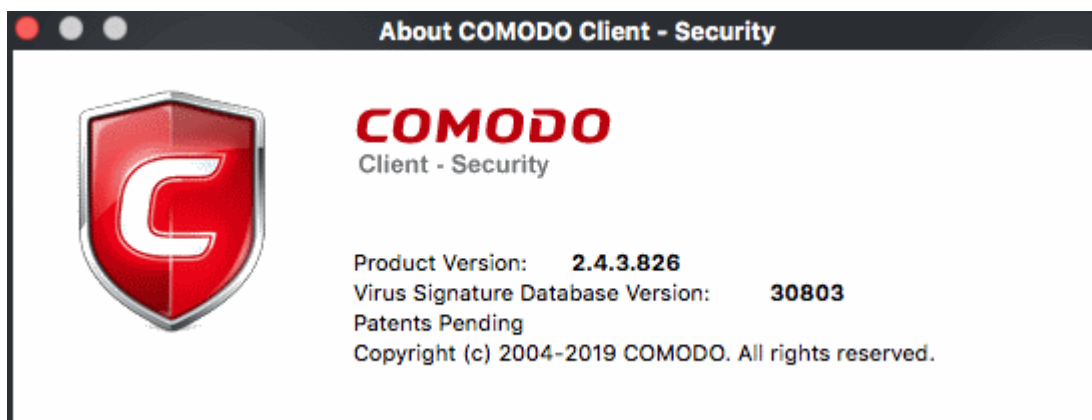 About COMODO Client - Security
C
COMODO
Client - Security
Product Version: 2.4.3.826
Virus Signature Database Version: 30803
Patents Pending
Copyright (c) 2004-2019 COMODO. All rights reserved.